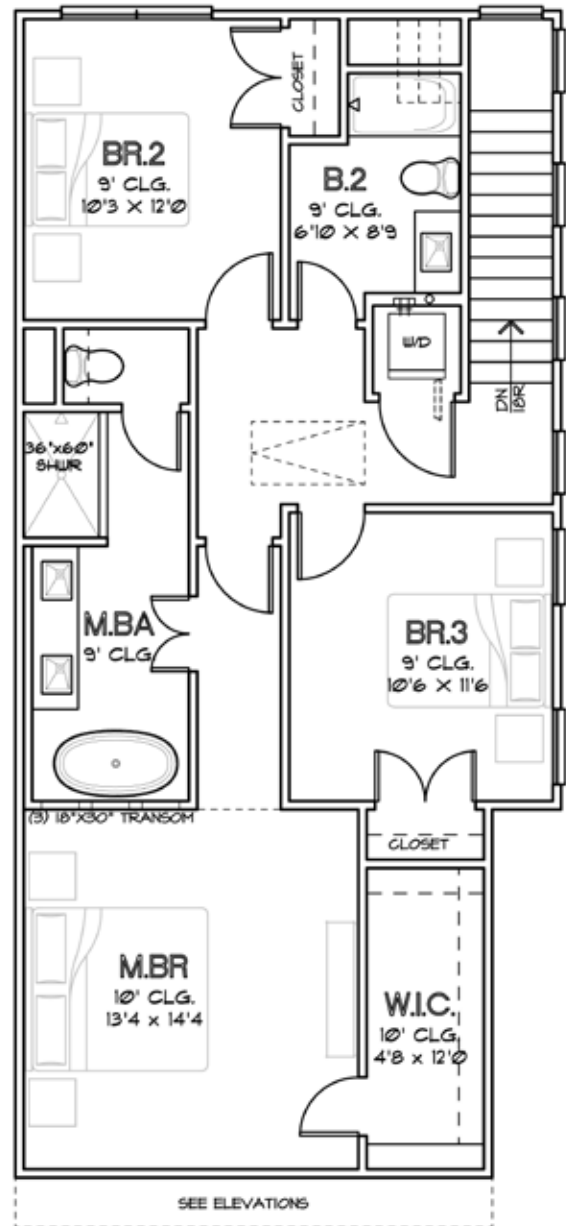 CLOSET
BR.2
9' CLG.
10'3 X 12'0
B.2
9' CLG.
6'10 X 8'9
W/D
DN
18R
36"x60"
SHWR
M.BA
9' CLG
BR.3
9' CLG.
10'6 X 11'6
(3) 18"X30" TRANSOM
CLOSET
M.BR
10' CLG.
13'4 x 14'4
W.I.C.
10' CLG
4'8 x 12'0
SEE ELEVATIONS